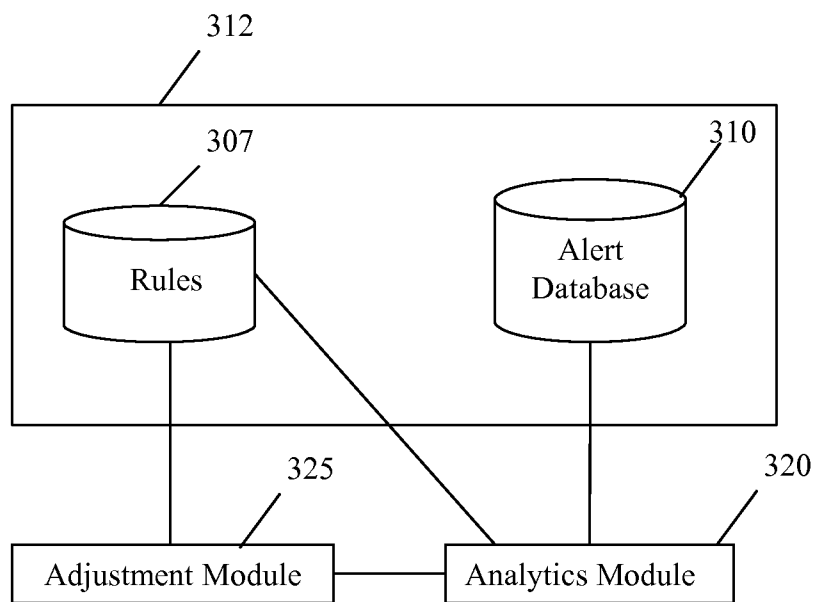 312
307
310
Rules
Alert
Database
325
320
Adjustment Module
Analytics Module